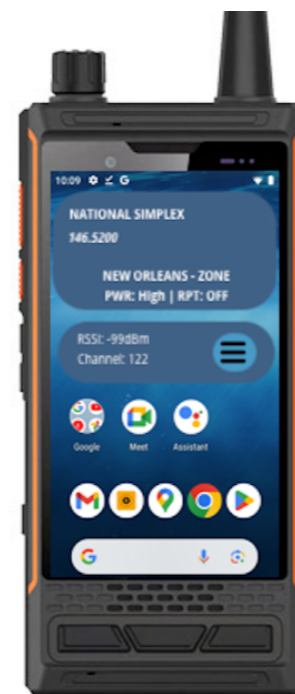 10:09 G
NATIONAL SIMPLEX
146.5200
NEW ORLEANS - ZONE
PWR: High | RPT: OFF
RSSI: -99dBm
Channel: 122
Google Meet Assistant
G